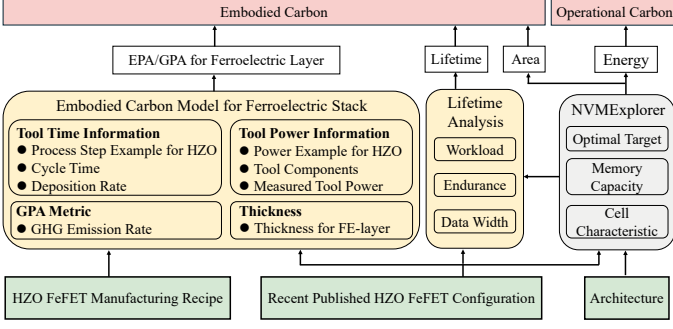 Embodied Carbon
Operational Carbon
EPA/GPA for Ferroelectric Layer
Lifetime
Area
Energy
Embodied Carbon Model for Ferroelectric Stack
Tool Time Information
● Process Step Example for HZO
● Cycle Time
● Deposition Rate
Tool Power Information
● Power Example for HZO
● Tool Components
● Measured Tool Power
GPA Metric
● GHG Emission Rate
Thickness
● Thickness for FE-layer
Lifetime
Analysis
Workload
Endurance
Data Width
NVMExplorer
Optimal Target
Memory
Capacity
Cell
Characteristic
HZO FeFET Manufacturing Recipe
Recent Published HZO FeFET Configuration
Architecture